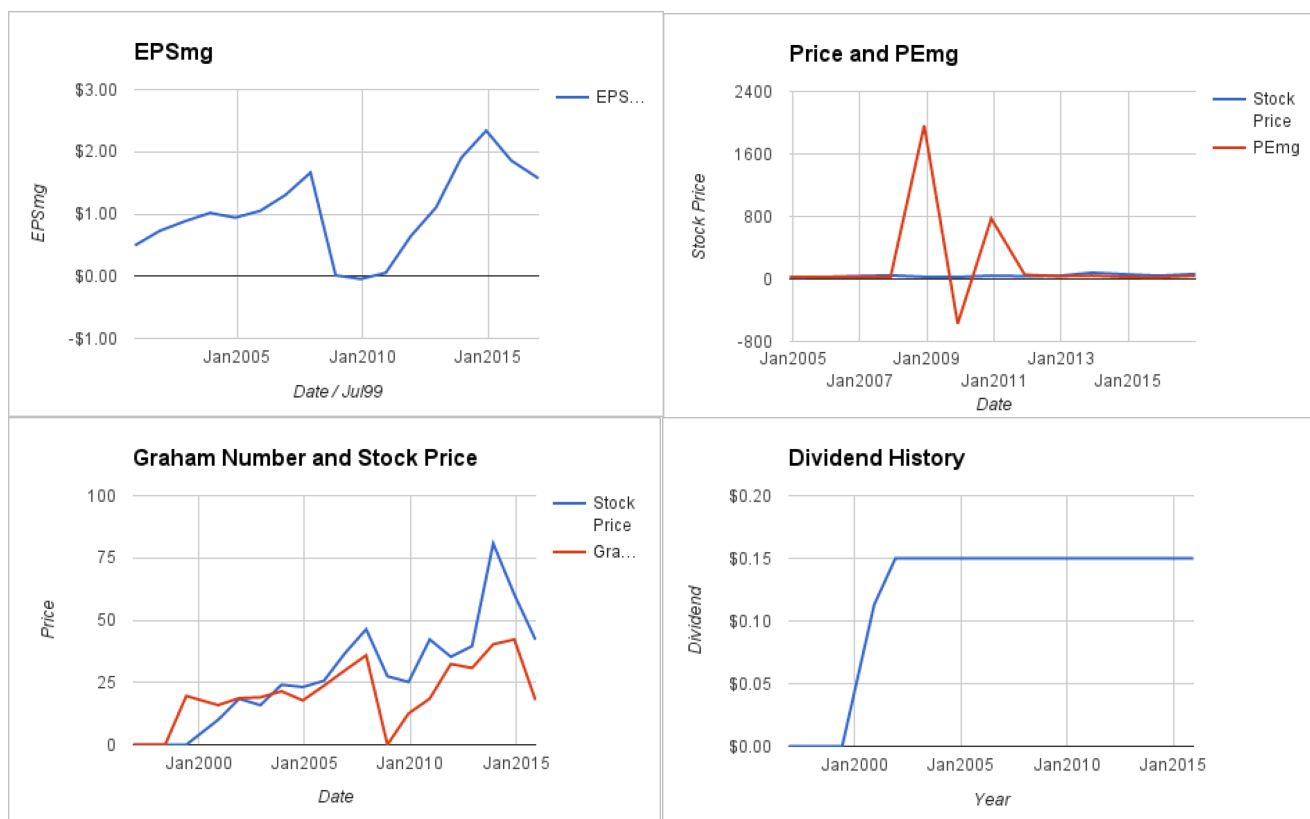 EPSmg
$3.00
$2.00
$1.00
$0.00
-$1.00
EPSmg
Jan2005
Jan2010
Jan2015
Date / Jul99
EPS…
Price and PEmg
2400
1600
800
0
-800
Stock Price
Jan2005
Jan2009
Jan2013
Jan2007
Jan2011
Jan2015
Date
Stock
Price
PEmg
Graham Number and Stock Price
100
75
50
25
0
Price
Jan2000
Jan2005
Jan2010
Jan2015
Date
Stock
Price
Gra…
Dividend History
$0.20
$0.15
$0.10
$0.05
$0.00
Dividend
Jan2000
Jan2005
Jan2010
Jan2015
Year